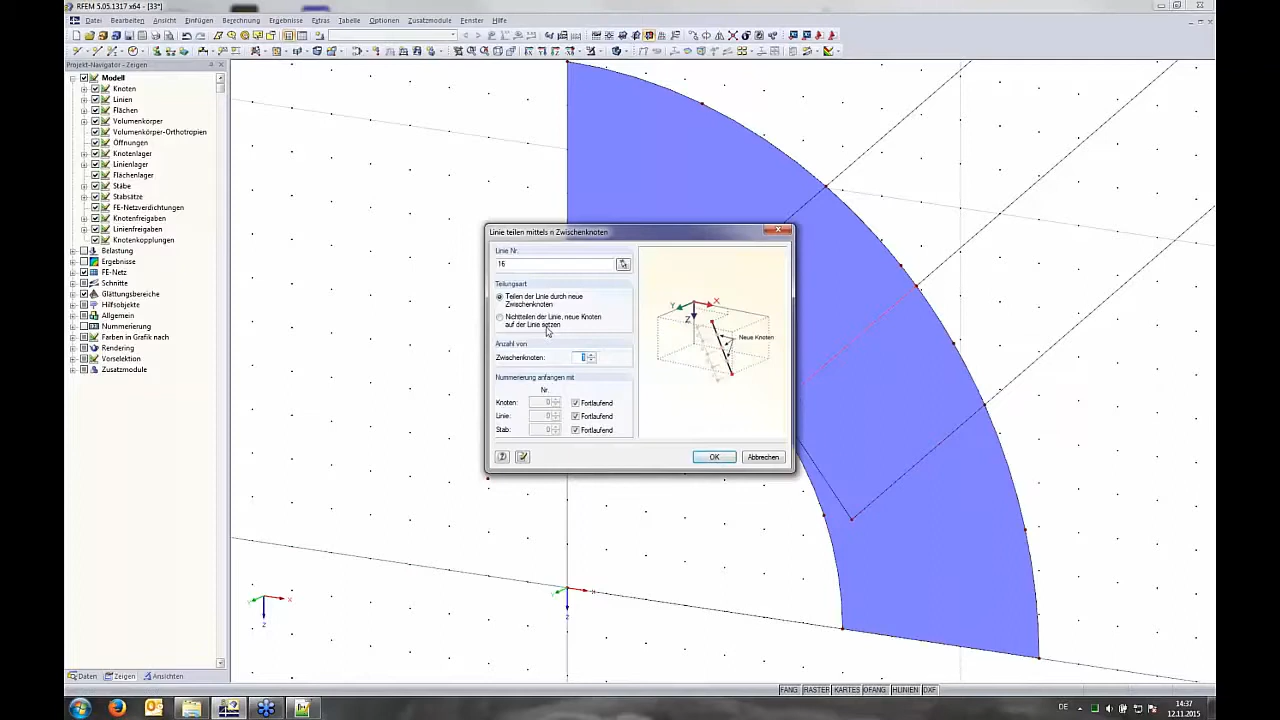 RFEM 5.05.1317 x64 - [33*]
Datei Bearbeiten Ansicht Einfügen Berechnung Ergebnisse Extras Tabelle Optionen Zusatzmodule Fenster Hilfe
Projekt-Navigator - Zeigen
Modell
Knoten
Linien
Flächen
Volumenkörper
Volumenkörper-Orthotropien
Öffnungen
Knotenlager
Linienlager
Flächenlager
Stäbe
Stabsätze
FE-Netzverdichtungen
Knotenfreigaben
Linienfreigaben
Knotenkopplungen
Belastung
Ergebnisse
FE-Netz
Schnitte
Glättungsbereiche
Hilfsobjekte
Allgemein
Nummerierung
Farben in Grafik nach
Rendering
Vorselektion
Zusatzmodule
Linie teilen mittels n Zwischenknoten
Linie Nr.
16
Teilungsart
Teilen der Linie durch neue
Zwischenknoten
Nichtteilen der Linie, neue Knoten
auf der Linie setzen
Anzahl von
Zwischenknoten: 1
Nummerierung anfangen mit
Nr.
Knoten: 0 Fortlaufend
Linie: 0 Fortlaufend
Stab: 0 Fortlaufend
Y X
Z
Neue Knoten
OK Abbrechen
X
Z
Z
Daten Zeigen Ansichten
FANG RASTER KARTES OFANG HLINIEN DXF
DE 14:37
12.11.2015